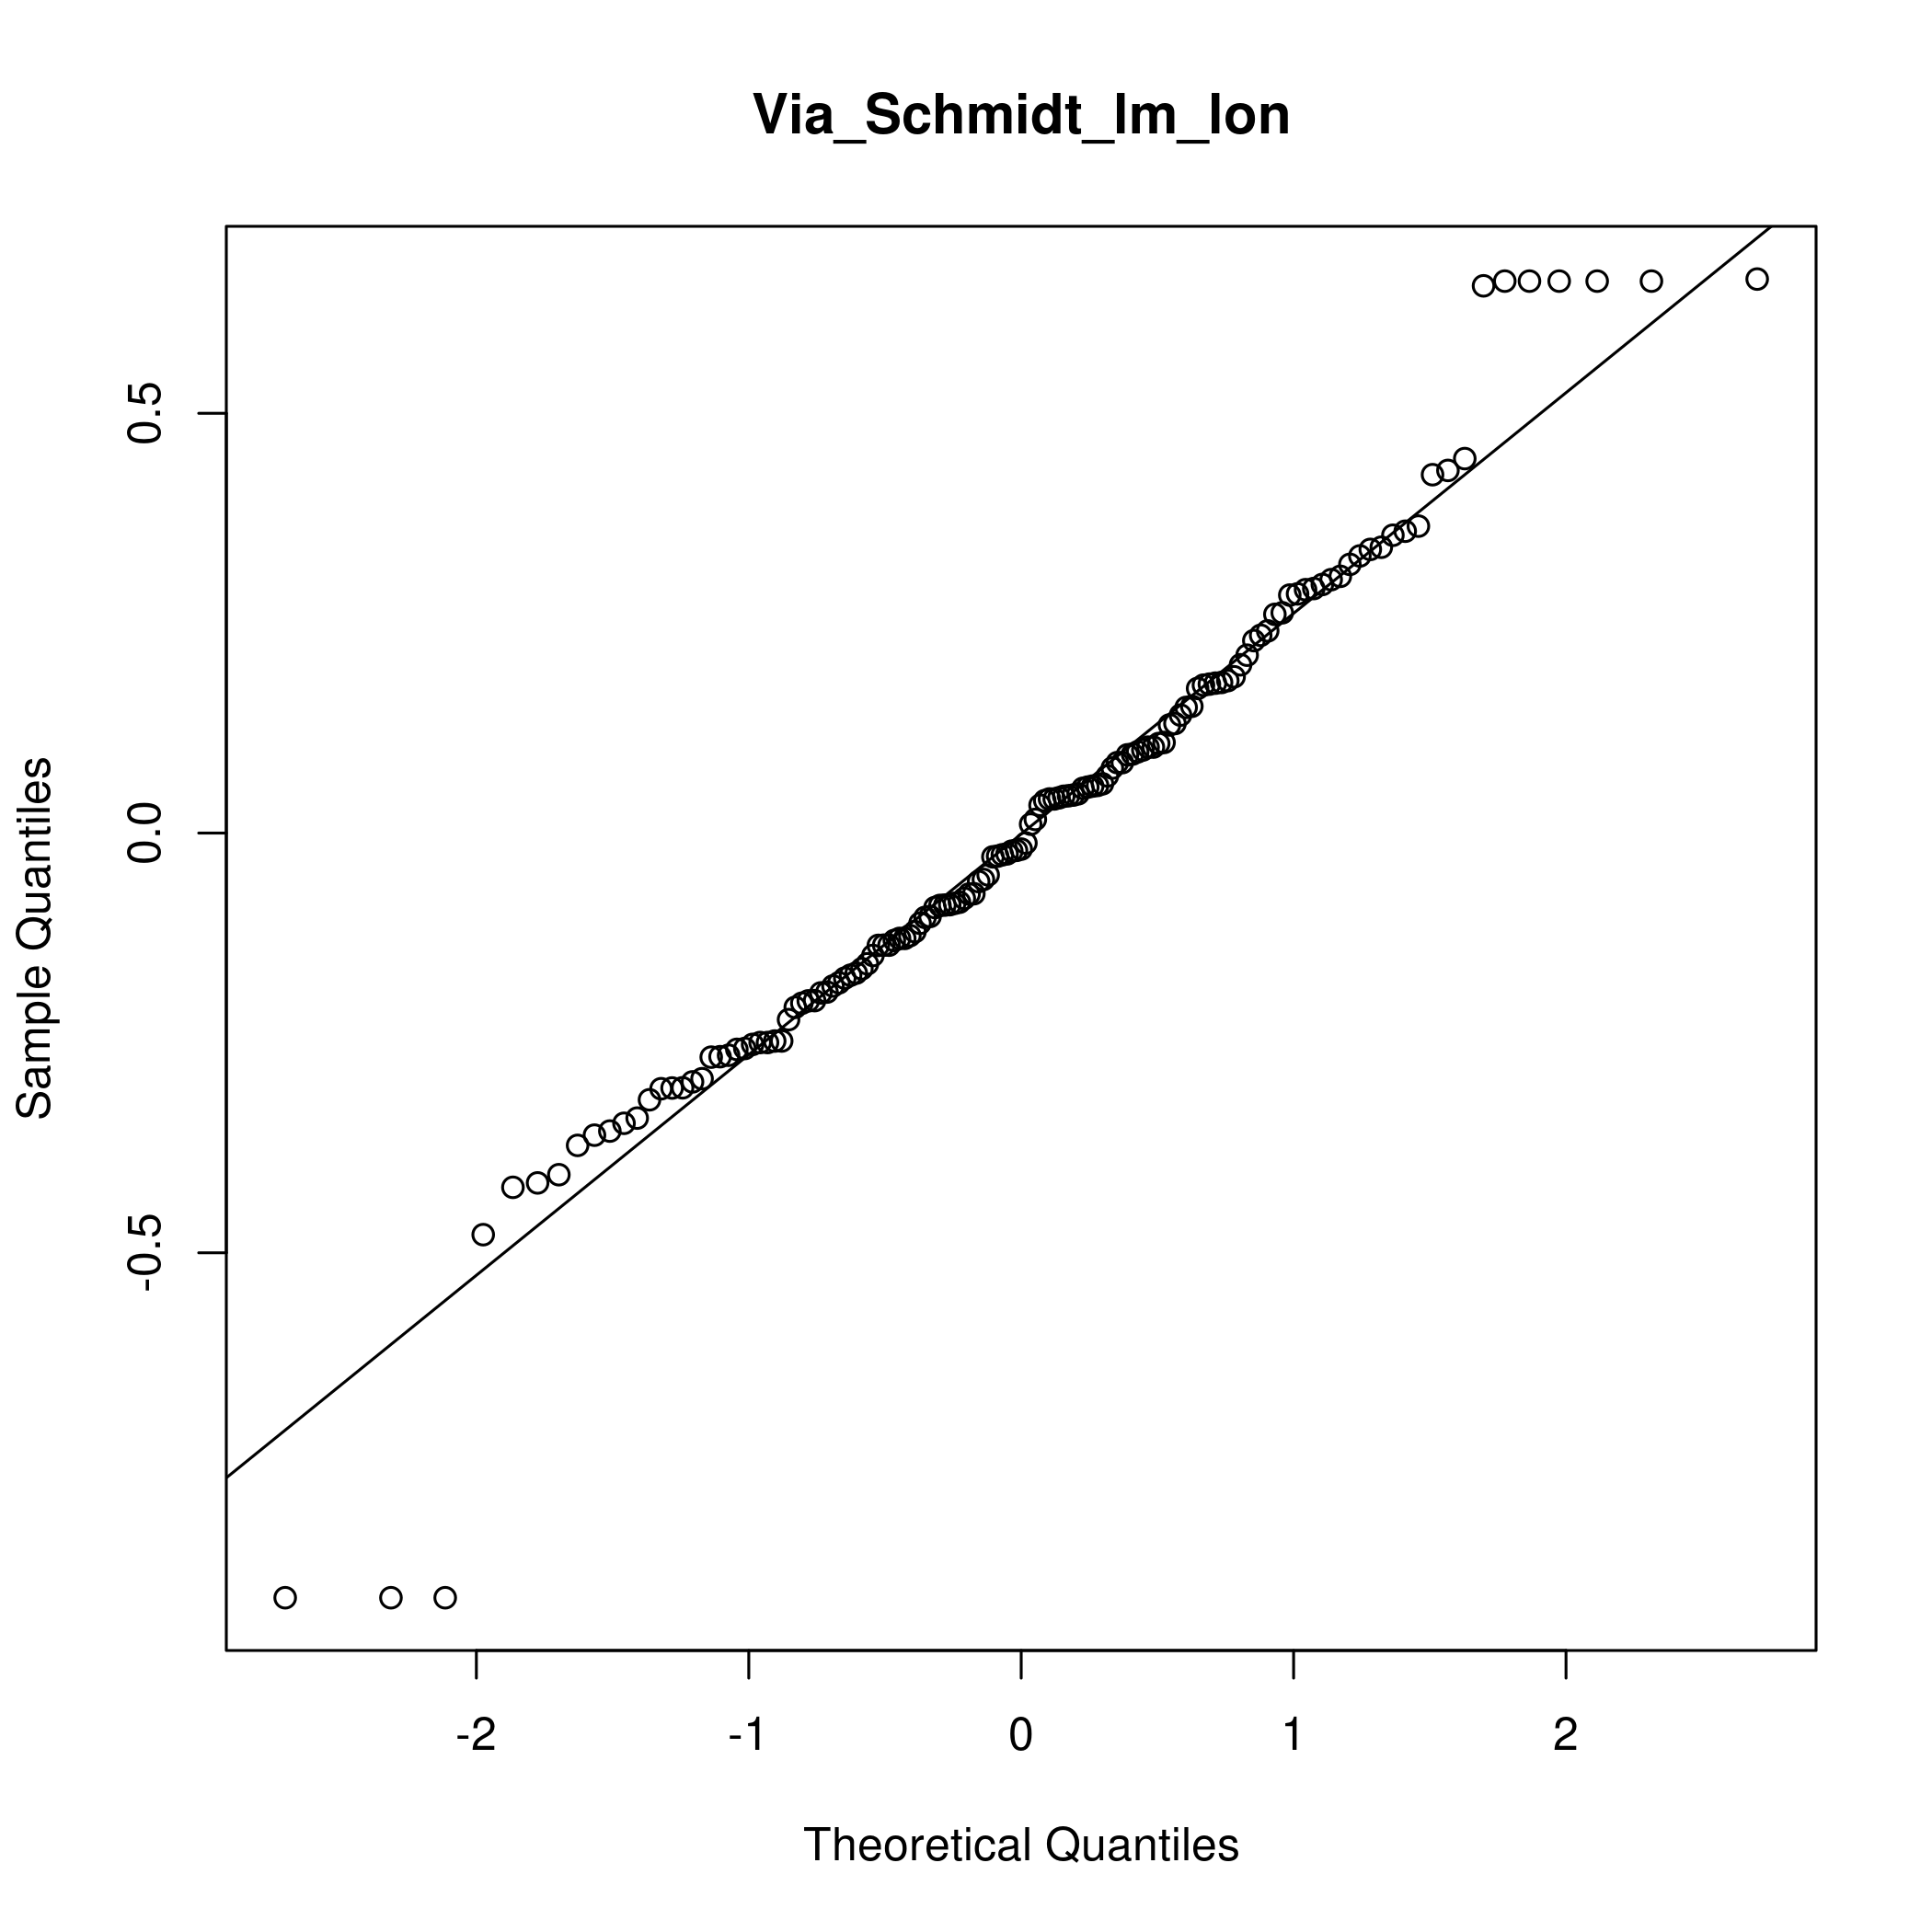 Via_Schmidt_lm_lon
Sample Quantiles
0.5
0.0
-0.5
-2 -1 0 1 2
Theoretical Quantiles